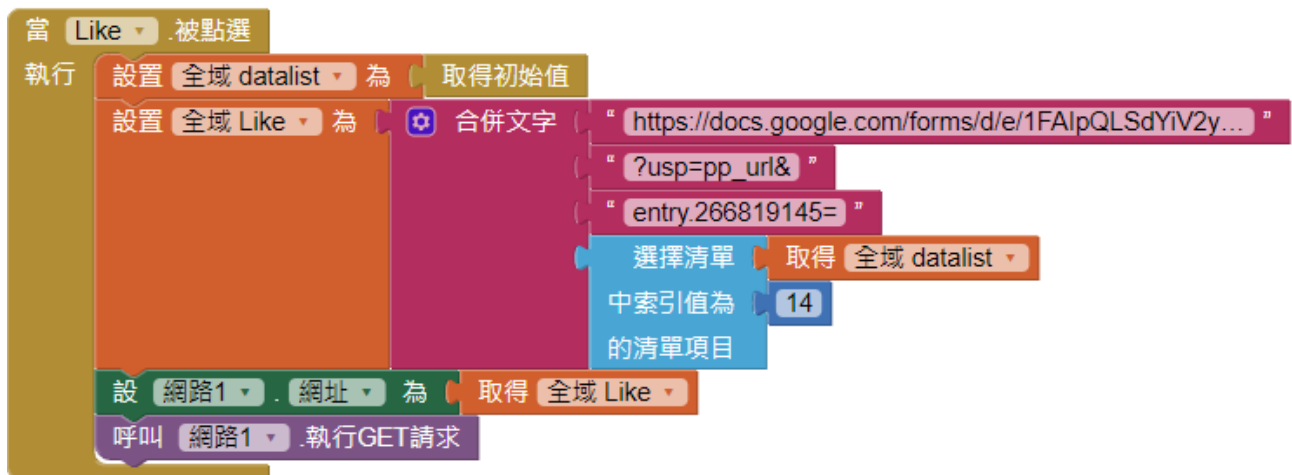 當 Like .被點選
執行 設置 全域 datalist 為 取得初始值
設置 全域 Like 為 合併文字 " https://docs.google.com/forms/d/e/1FAIpQLSdYiV2y... "
" ?usp=pp_url& "
" entry.266819145= "
選擇清單 取得 全域 datalist
中索引值為 14
的清單項目
設 網路1 . 網址 為 取得 全域 Like
呼叫 網路1 .執行GET請求